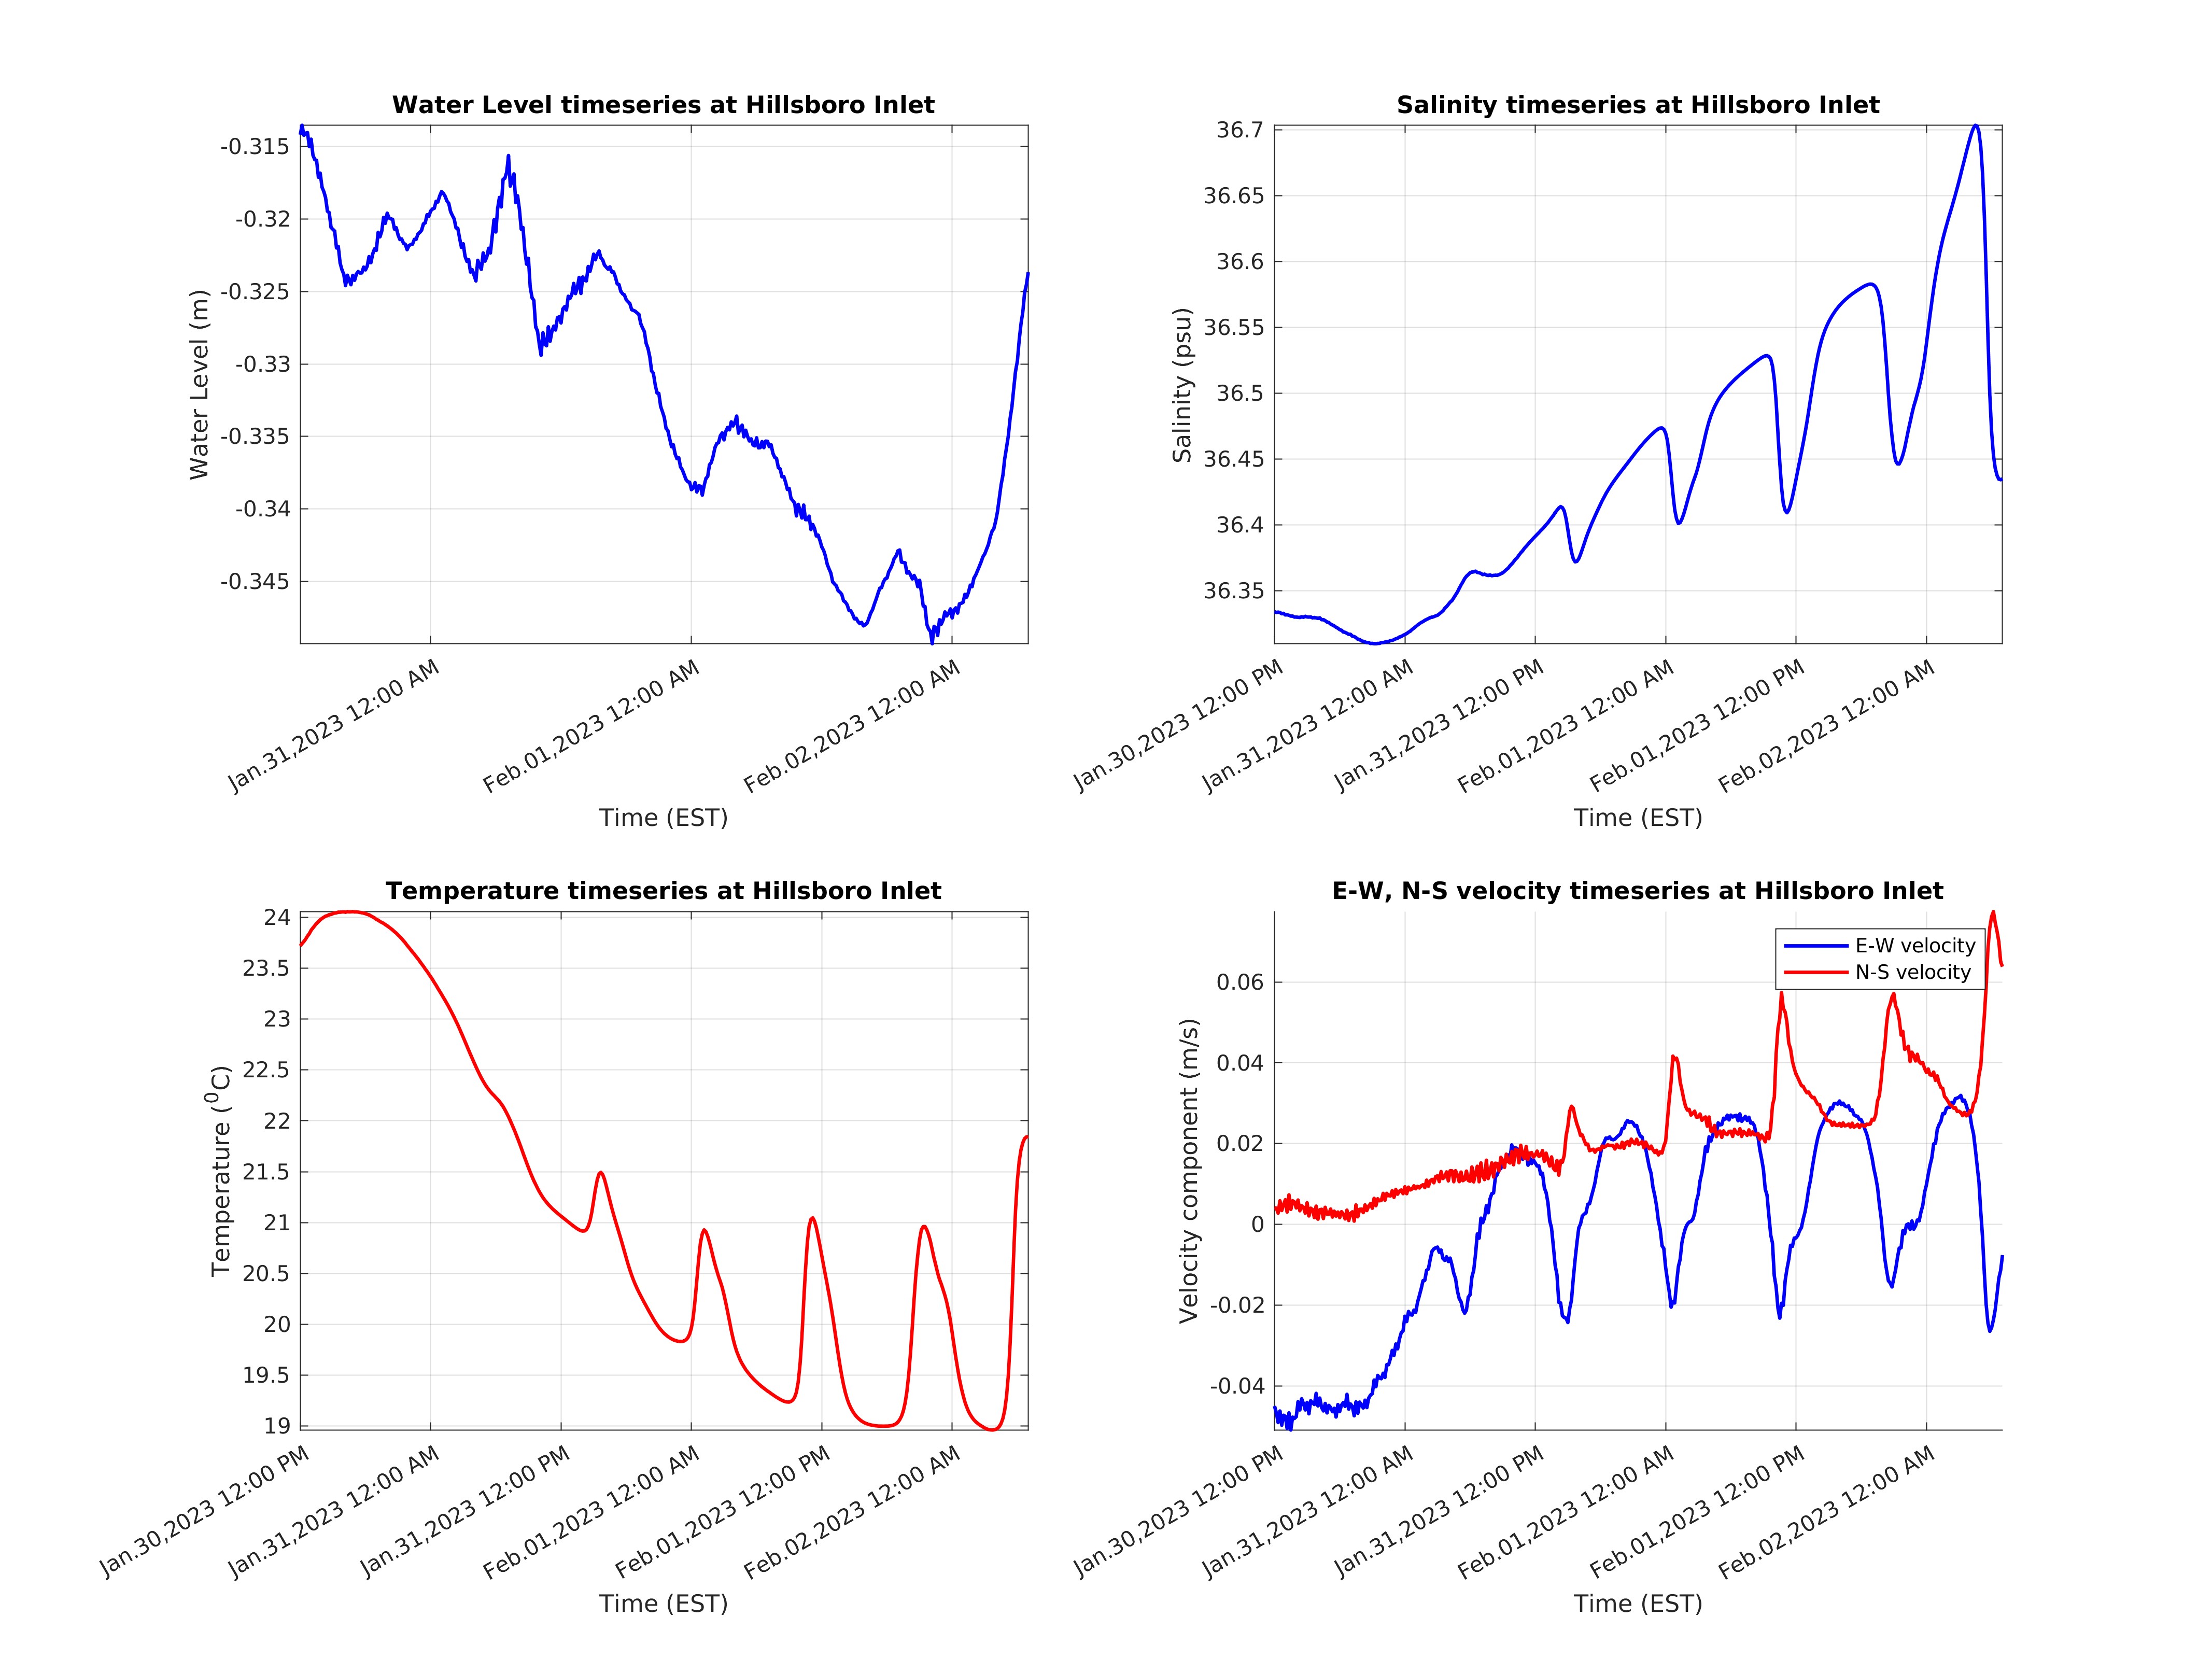 Water Level timeseries at Hillsboro Inlet
Water Level (m)
-0.315
-0.32
-0.325
-0.33
-0.335
-0.34
-0.345
Jan.31,2023 12:00 AM
Feb.01,2023 12:00 AM
Feb.02,2023 12:00 AM
Time (EST)
Salinity timeseries at Hillsboro Inlet
Salinity (psu)
36.7
36.65
36.6
36.55
36.5
36.45
36.4
36.35
Jan.30,2023 12:00 PM
Jan.31,2023 12:00 AM
Jan.31,2023 12:00 PM
Feb.01,2023 12:00 AM
Feb.01,2023 12:00 PM
Feb.02,2023 12:00 AM
Time (EST)
Temperature timeseries at Hillsboro Inlet
Temperature (⁰C)
24
23.5
23
22.5
22
21.5
21
20.5
20
19.5
19
Jan.30,2023 12:00 PM
Jan.31,2023 12:00 AM
Jan.31,2023 12:00 PM
Feb.01,2023 12:00 AM
Feb.01,2023 12:00 PM
Feb.02,2023 12:00 AM
Time (EST)
E-W, N-S velocity timeseries at Hillsboro Inlet
E-W velocity
N-S velocity
Velocity component (m/s)
0.06
0.04
0.02
0
-0.02
-0.04
Jan.30,2023 12:00 PM
Jan.31,2023 12:00 AM
Jan.31,2023 12:00 PM
Feb.01,2023 12:00 AM
Feb.01,2023 12:00 PM
Feb.02,2023 12:00 AM
Time (EST)